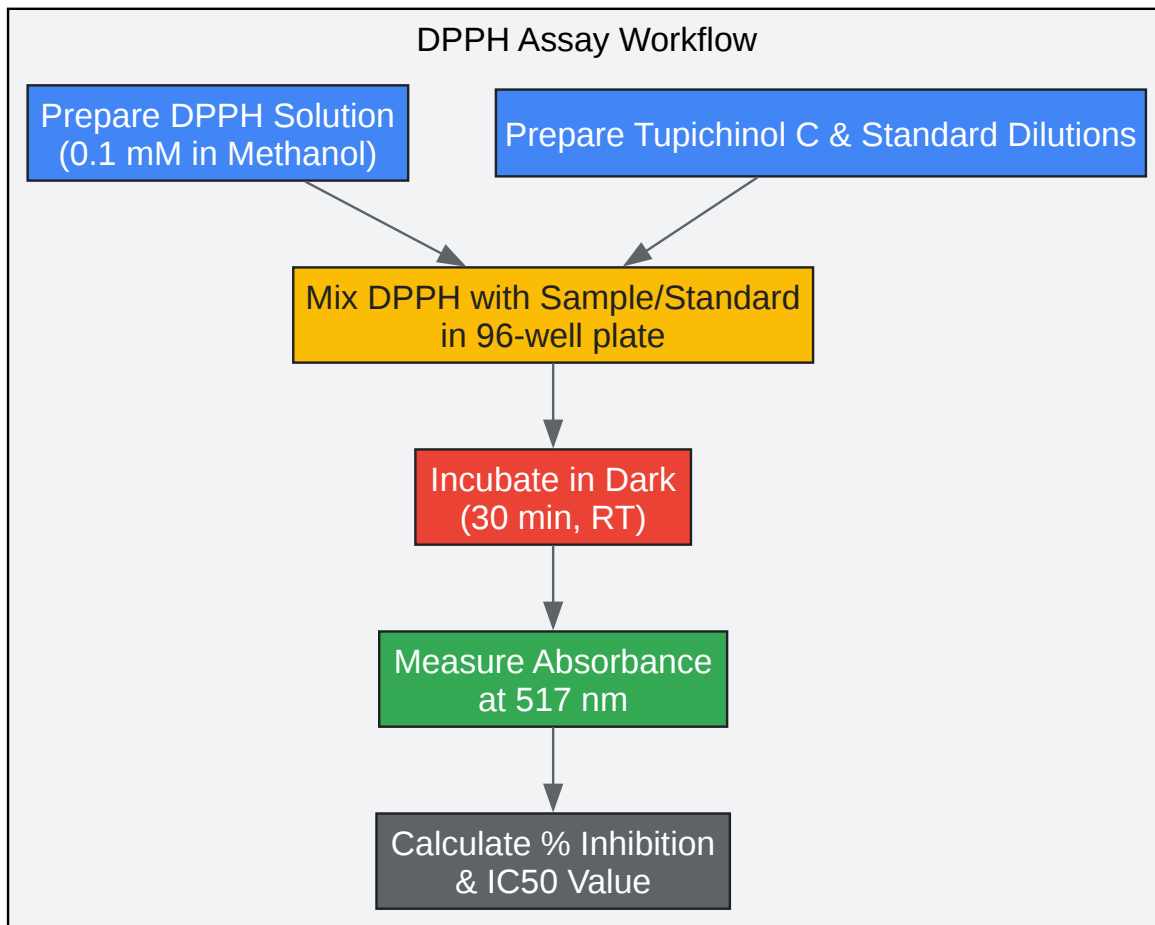 DPPH Assay Workflow
Prepare DPPH Solution
(0.1 mM in Methanol)
Prepare Tupichinol C & Standard Dilutions
Mix DPPH with Sample/Standard
in 96-well plate
Incubate in Dark
(30 min, RT)
Measure Absorbance
at 517 nm
Calculate % Inhibition
& IC50 Value